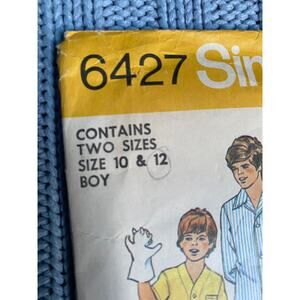 6427 Sim
CONTAINS
TWO SIZES
SIZE 10 & 12
BOY